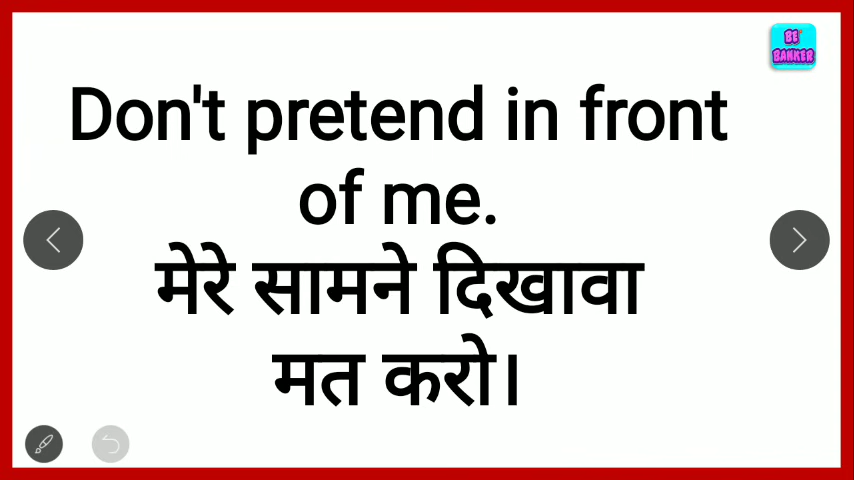 BE
BANKER
Don't pretend in front
of me.
मेरे सामने दिखावा
मत करो।